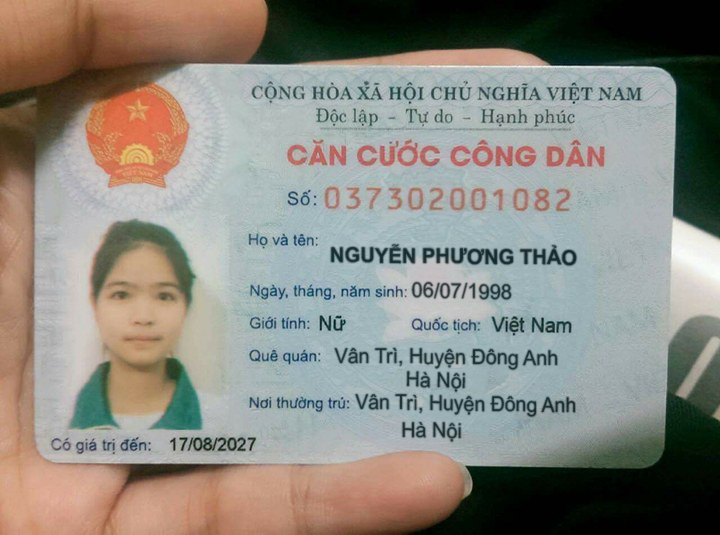 CỘNG HÒA XÃ HỘI CHỦ NGHĨA VIỆT NAM
Độc lập - Tự do - Hạnh phúc
CĂN CƯỚC CÔNG DÂN
Số: 037302001082
Họ và tên:
NGUYỄN PHƯƠNG THẢO
Ngày, tháng, năm sinh: 06/07/1998
Giới tính: Nữ Quốc tịch: Việt Nam
Quê quán: Vân Trì, Huyện Đông Anh
Hà Nội
Nơi thường trú: Vân Trì, Huyện Đông Anh
Hà Nội
Có giá trị đến: 17/08/2027